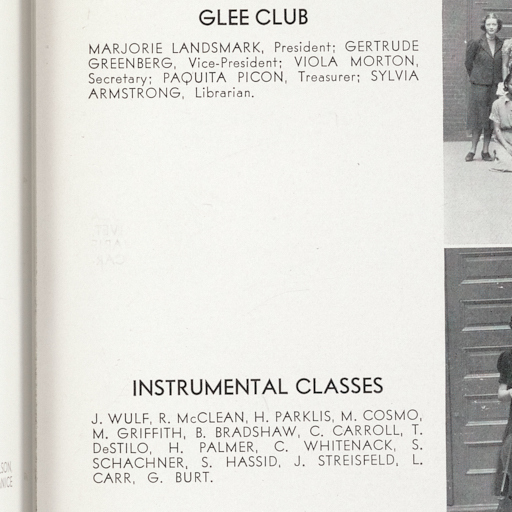 GLEE CLUB
MARJORIE LANDSMARK, President; GERTRUDE
GREENBERG, Vice-President; VIOLA MORTON,
Secretary; PAQUITA PICON, Treasurer; SYLVIA
ARMSTRONG, Librarian.
INSTRUMENTAL CLASSES
J. WULF, R. McCLEAN, H. PARKLIS, M. COSMO,
M. GRIFFITH, B. BRADSHAW, C. CARROLL, T.
DeSTILO, H. PALMER, C. WHITENACK, S.
SCHACHNER, S. HASSID, J. STREISFELD, L.
CARR, G. BURT.